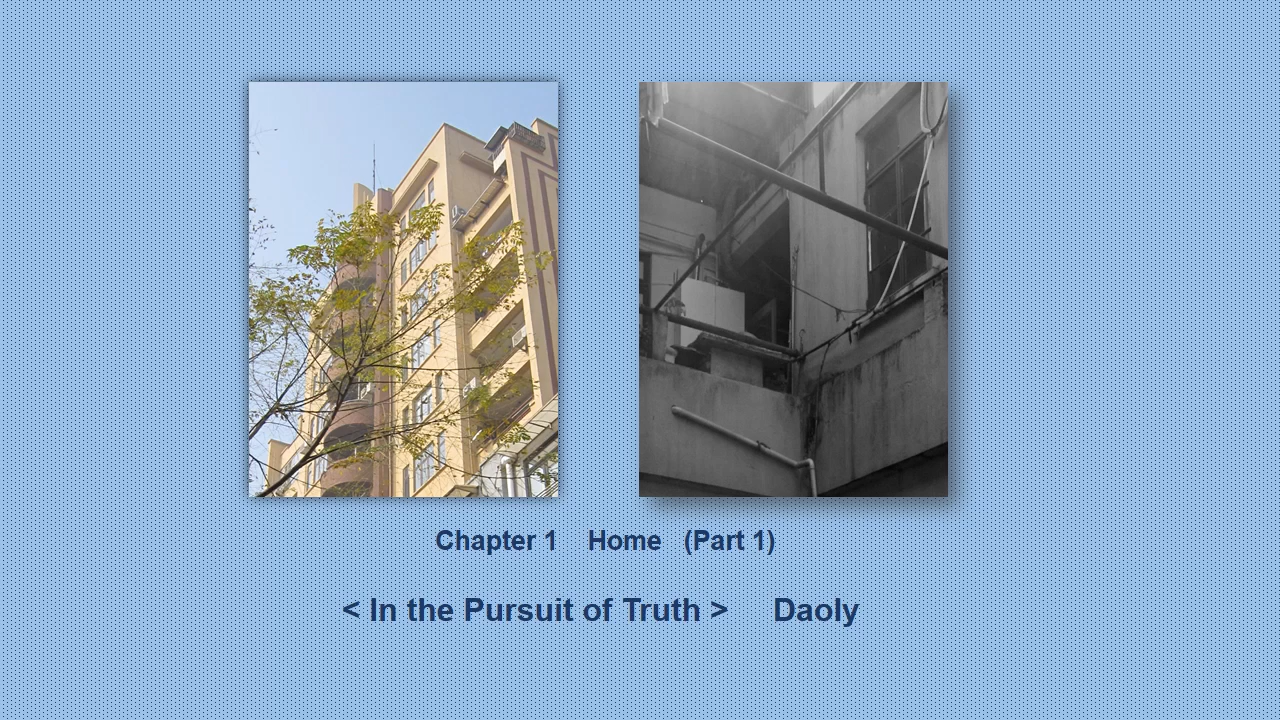 Chapter 1 Home (Part 1)
< In the Pursuit of Truth > Daoly